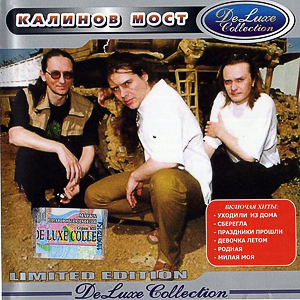 КАЛИНОВ МОСТ
DeLuxe
Collection
ВКЛЮЧАЯ ХИТЫ:
- УХОДИЛИ ИЗ ДОМА
- СБЕРЕГЛА
- ПРАЗДНИКИ ПРОШЛИ
- ДЕВОЧКА ЛЕТОМ
- РОДНАЯ
- МИЛАЯ МОЯ
DE LUXE COLLE
LIMITED EDITION
DeLuxe Collection